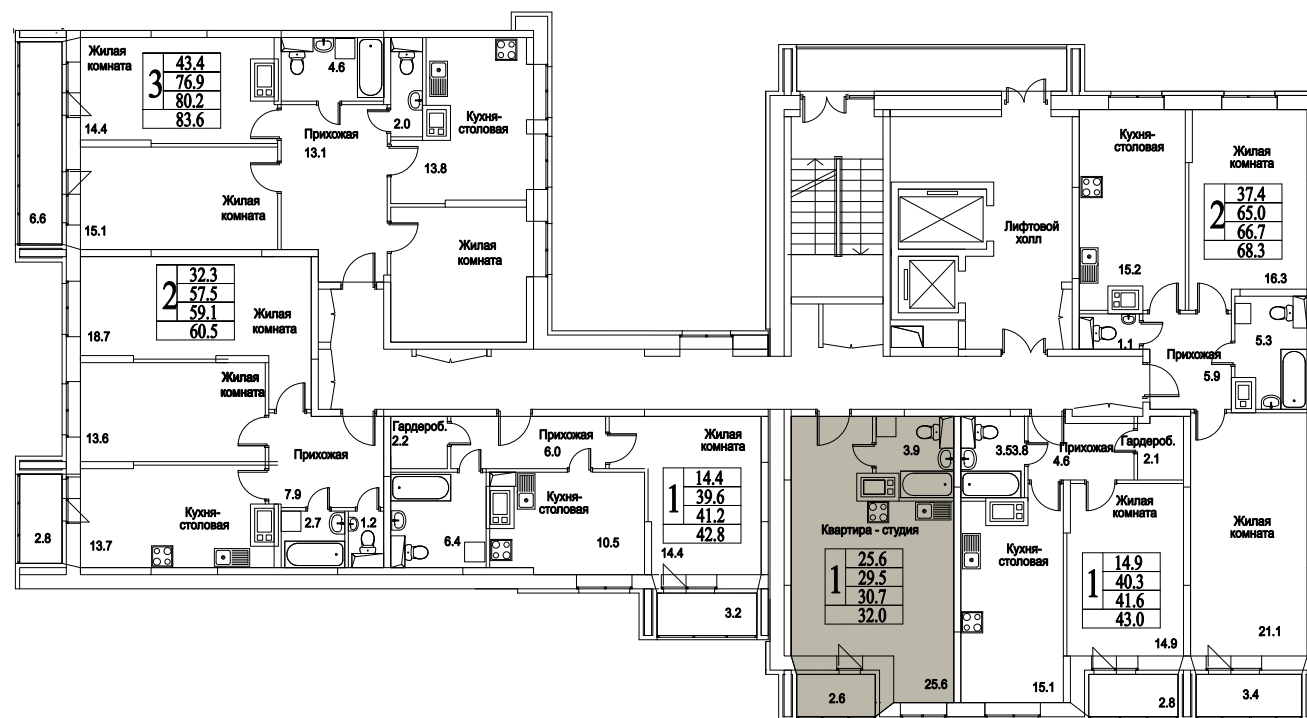 Жилая
комната
3
43.4
76.9
80.2
83.6
14.4
4.6
2.0
Кухня-
столовая
13.8
Прихожая
13.1
6.6
15.1
Жилая
комната
Жилая
комната
2
32.3
57.5
59.1
60.5
18.7
Жилая
комната
Жилая
комната
13.6
Прихожая
7.9
2.8
13.7
Кухня-
столовая
2.7
1.2
Гардероб.
2.2
Прихожая
6.0
6.4
Кухня-
столовая
10.5
Жилая
комната
1
14.4
39.6
41.2
42.8
14.4
3.2
Лифтовой
холл
Кухня-
столовая
15.2
Жилая
комната
2
37.4
65.0
66.7
68.3
16.3
1.1
Прихожая
5.9
5.3
3.9
Квартира - студия
1
25.6
29.5
30.7
32.0
2.6
25.6
3.53.8
Прихожая
4.6
Гардероб.
2.1
Кухня-
столовая
15.1
Жилая
комната
1
14.9
40.3
41.6
43.0
14.9
2.8
Жилая
комната
21.1
3.4